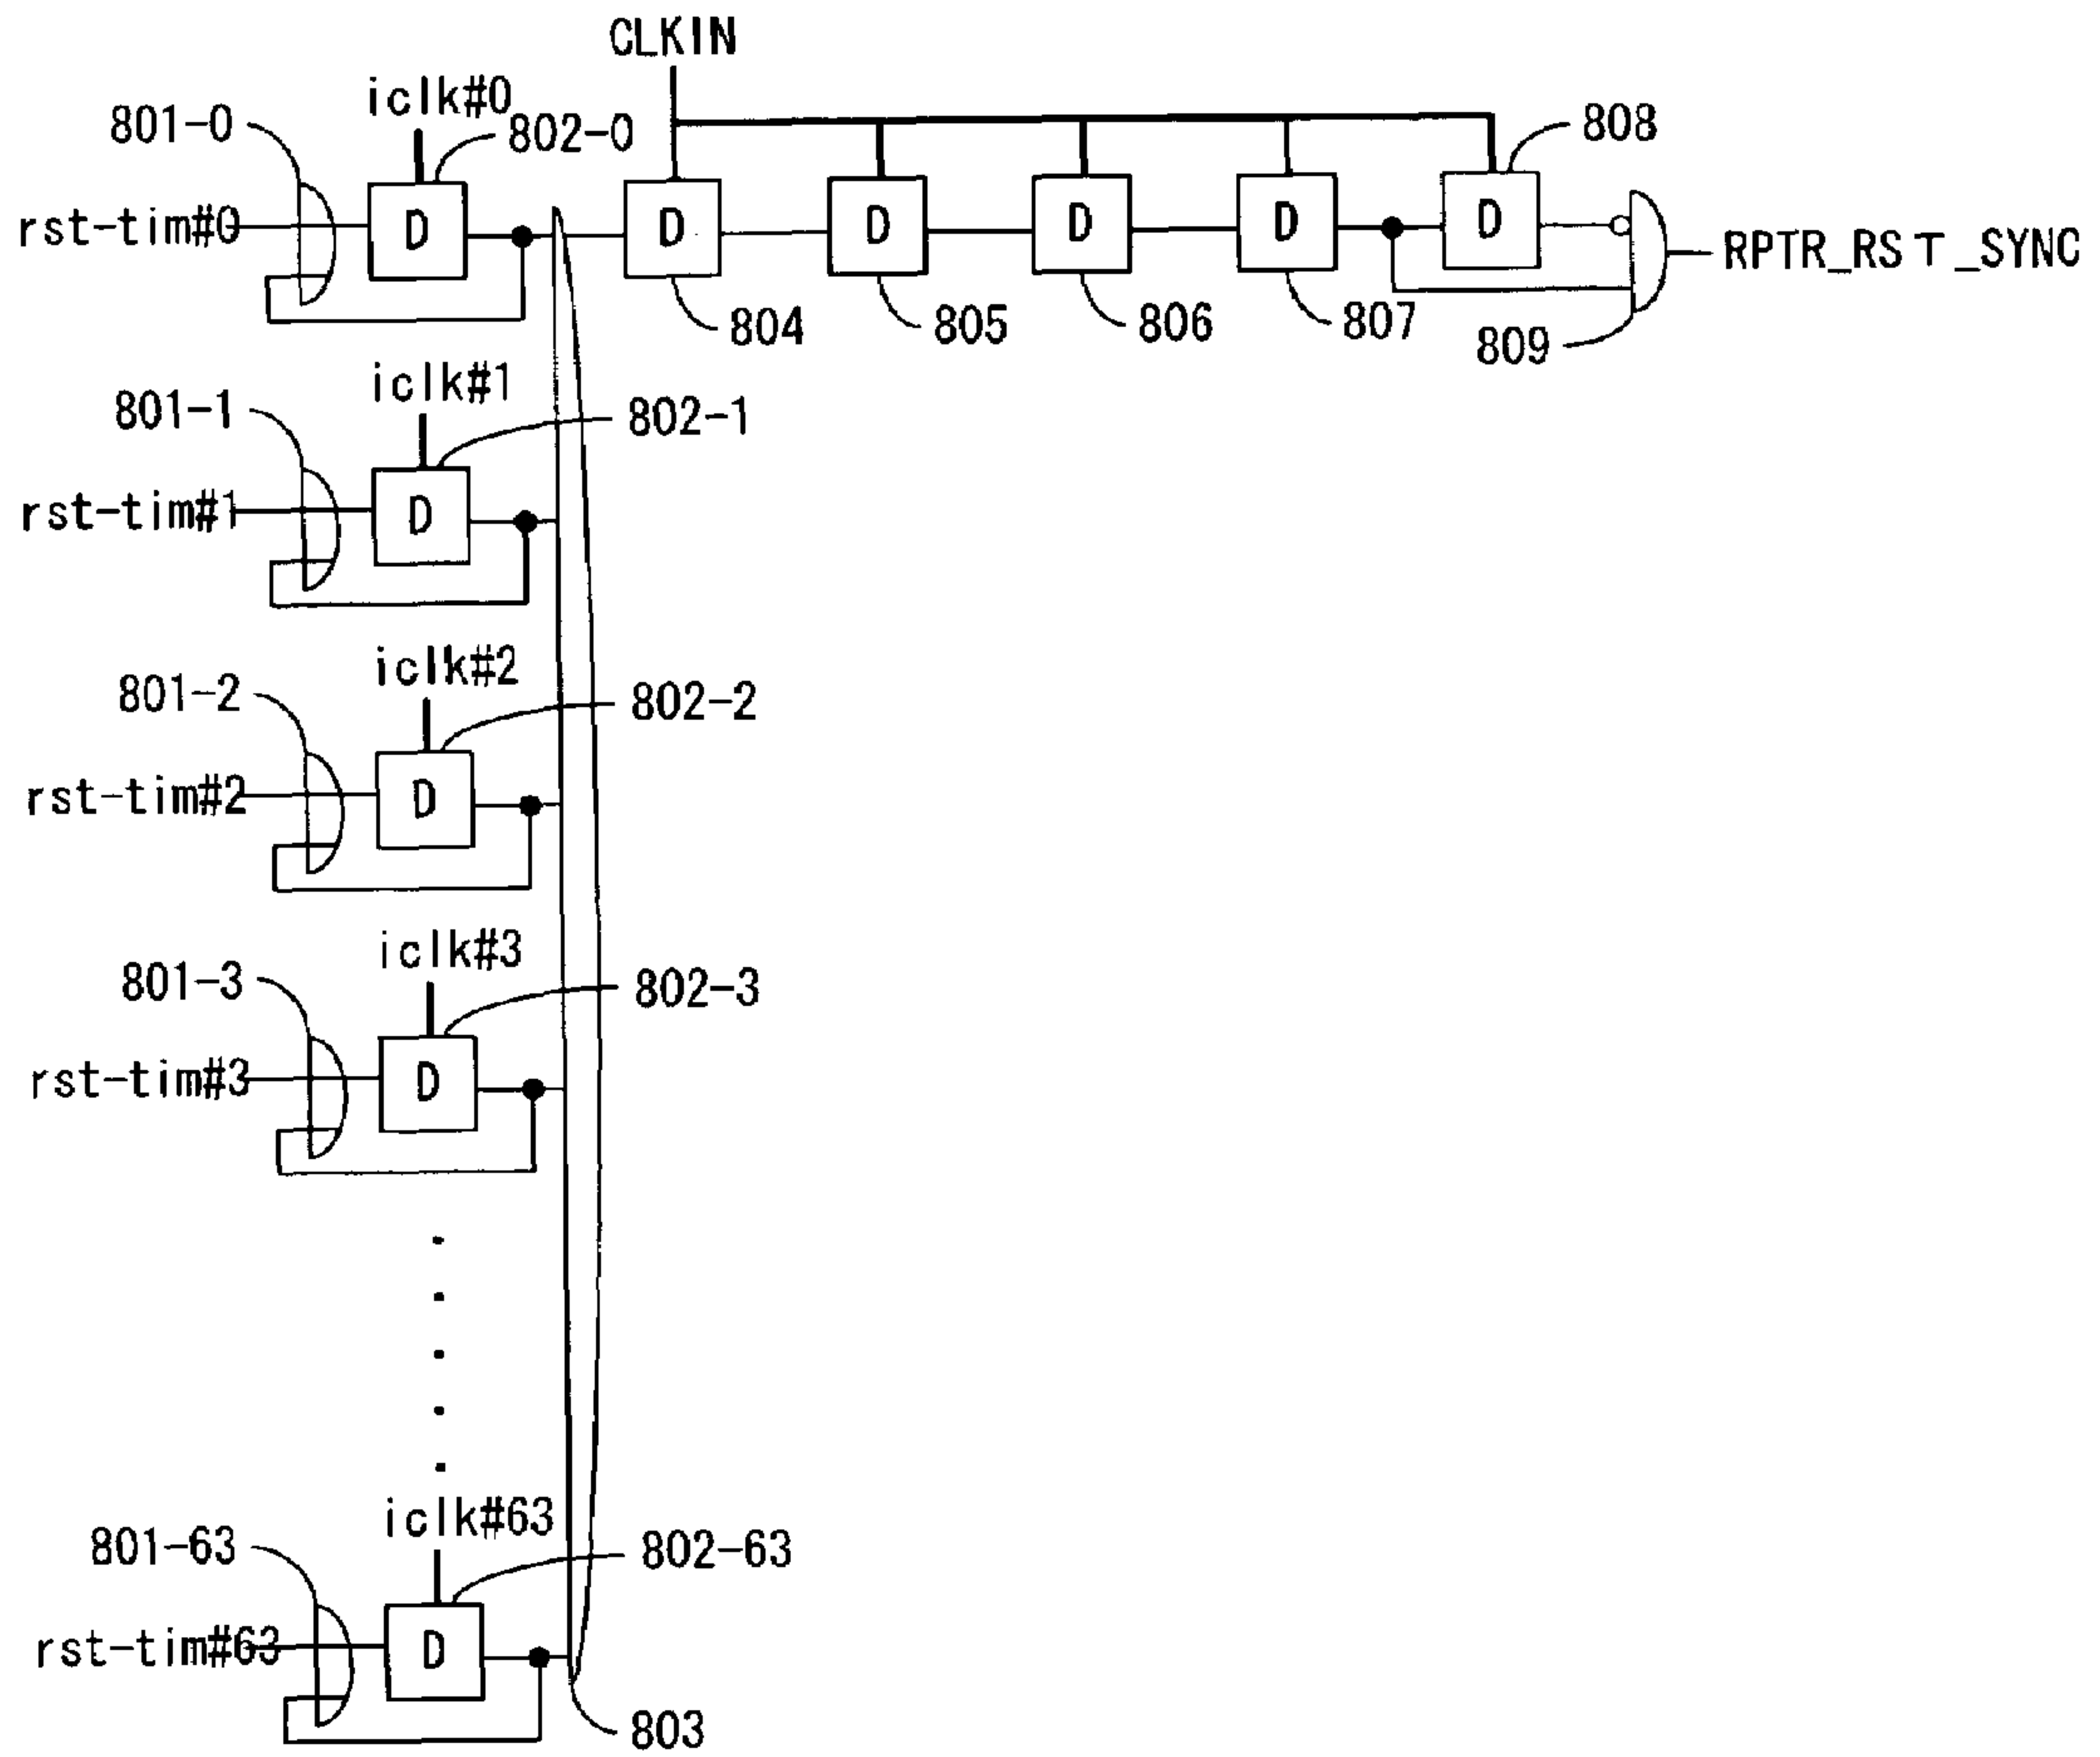 CLKIN
iclk#0
801-0
802-0
808
rst-tim#0
D
D
D
D
D
D
RPTR_RST_SYNC
804
805
806
807
809
iclk#1
801-1
802-1
rst-tim#1
D
iclk#2
801-2
802-2
rst-tim#2
D
iclk#3
801-3
802-3
rst-tim#3
D
iclk#63
801-63
802-63
rst-tim#63
D
803